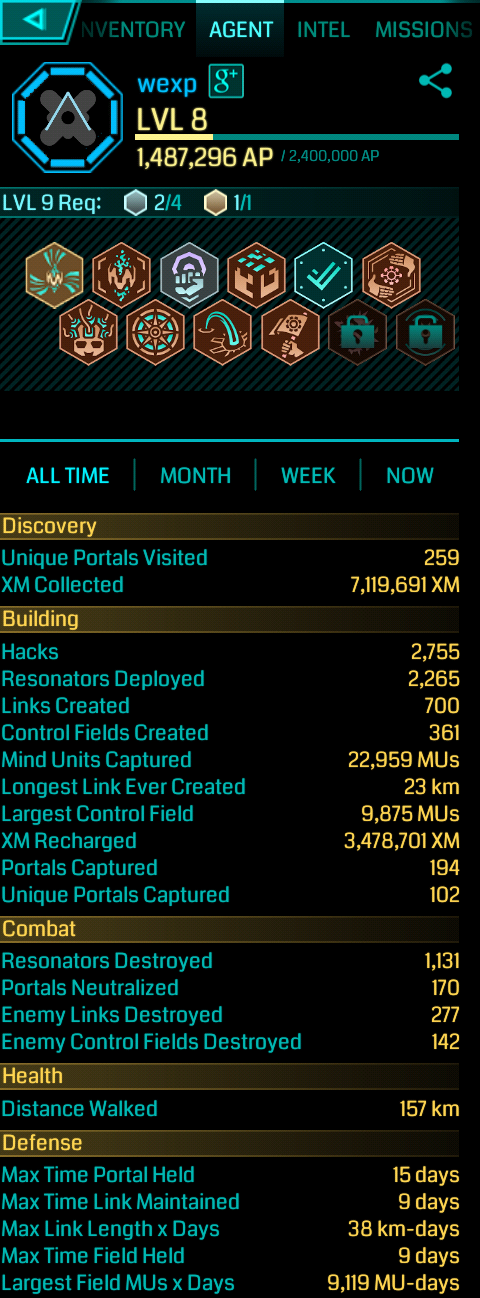 NVENTORY AGENT INTEL MISSIONS
wexp g+
LVL 8
1,487,296 AP / 2,400,000 AP
LVL 9 Req: 2/4 1/1
ALL TIME MONTH WEEK NOW
Discovery
Unique Portals Visited 259
XM Collected 7,119,691 XM
Building
Hacks 2,755
Resonators Deployed 2,265
Links Created 700
Control Fields Created 361
Mind Units Captured 22,959 MUs
Longest Link Ever Created 23 km
Largest Control Field 9,875 MUs
XM Recharged 3,478,701 XM
Portals Captured 194
Unique Portals Captured 102
Combat
Resonators Destroyed 1,131
Portals Neutralized 170
Enemy Links Destroyed 277
Enemy Control Fields Destroyed 142
Health
Distance Walked 157 km
Defense
Max Time Portal Held 15 days
Max Time Link Maintained 9 days
Max Link Length x Days 38 km-days
Max Time Field Held 9 days
Largest Field MUs x Days 9,119 MU-days